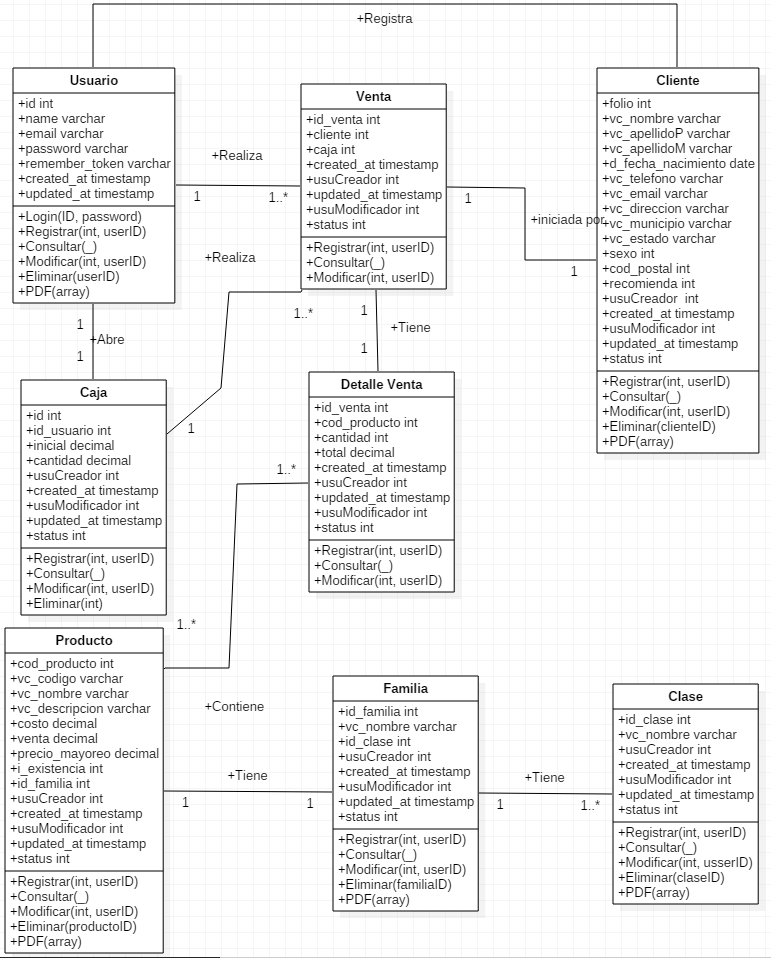 +Registra
Usuario
+id int
+name varchar
+email varchar
+password varchar
+remember_token varchar
+created_at timestamp
+updated_at timestamp
+Login(ID, password)
+Registrar(int, userID)
+Consultar(_)
+Modificar(int, userID)
+Eliminar(userID)
+PDF(array)
+Realiza
1
1..*
Venta
+id_venta int
+cliente int
+caja int
+created_at timestamp
+usuCreador int
+updated_at timestamp
+usuModificador int
+status int
+Registrar(int, userID)
+Consultar(_)
+Modificar(int, userID)
1
+iniciada por
1
Cliente
+folio int
+vc_nombre varchar
+vc_apellidoP varchar
+vc_apellidoM varchar
+d_fecha_nacimiento date
+vc_telefono varchar
+vc_email varchar
+vc_direccion varchar
+vc_municipio varchar
+vc_estado varchar
+sexo int
+cod_postal int
+recomienda int
+usuCreador  int
+created_at timestamp
+usuModificador int
+updated_at timestamp
+status int
+Registrar(int, userID)
+Consultar(_)
+Modificar(int, userID)
+Eliminar(clienteID)
+PDF(array)
+Realiza
1..*
1
1
+Abre
1
1
+Tiene
1
Caja
+id int
+id_usuario int
+inicial decimal
+cantidad decimal
+usuCreador int
+created_at timestamp
+usuModificador int
+updated_at timestamp
+status int
+Registrar(int, userID)
+Consultar(_)
+Modificar(int, userID)
+Eliminar(int)
Detalle Venta
+id_venta int
+cod_producto int
+cantidad int
+total decimal
+created_at timestamp
+usuCreador int
+updated_at timestamp
+usuModificador int
+status int
+Registrar(int, userID)
+Consultar(_)
+Modificar(int, userID)
1..*
1..*
+Contiene
Producto
+cod_producto int
+vc_codigo varchar
+vc_nombre varchar
+vc_descripcion varchar
+costo decimal
+venta decimal
+precio_mayoreo decimal
+i_existencia int
+id_familia int
+usuCreador int
+created_at timestamp
+usuModificador int
+updated_at timestamp
+status int
+Registrar(int, userID)
+Consultar(_)
+Modificar(int, userID)
+Eliminar(productoID)
+PDF(array)
+Tiene
1
1
Familia
+id_familia int
+vc_nombre varchar
+id_clase int
+usuCreador int
+created_at timestamp
+usuModificador int
+updated_at timestamp
+status int
+Registrar(int, userID)
+Consultar(_)
+Modificar(int, userID)
+Eliminar(familiaID)
+PDF(array)
+Tiene
1
1..*
Clase
+id_clase int
+vc_nombre varchar
+usuCreador int
+created_at timestamp
+usuModificador int
+updated_at timestamp
+status int
+Registrar(int, userID)
+Consultar(_)
+Modificar(int, usserID)
+Eliminar(claseID)
+PDF(array)